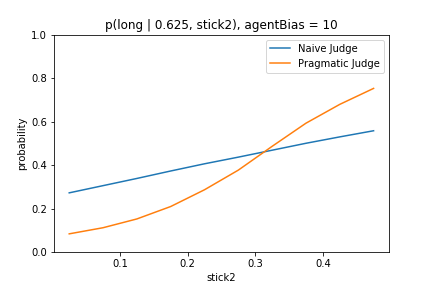 p(long | 0.625, stick2), agentBias = 10
Naive Judge
Pragmatic Judge
1.0
0.8
0.6
0.4
0.2
0.0
probability
0.1 0.2 0.3 0.4
stick2